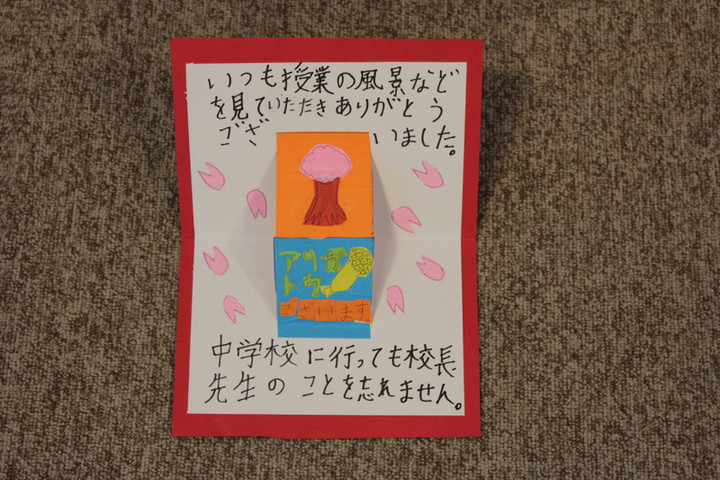 いつも授業の風景など
を見ていただきありがとう
ございました。
アリガ
トウ
ございます
中学校に行っても校長
先生のことを忘れません。